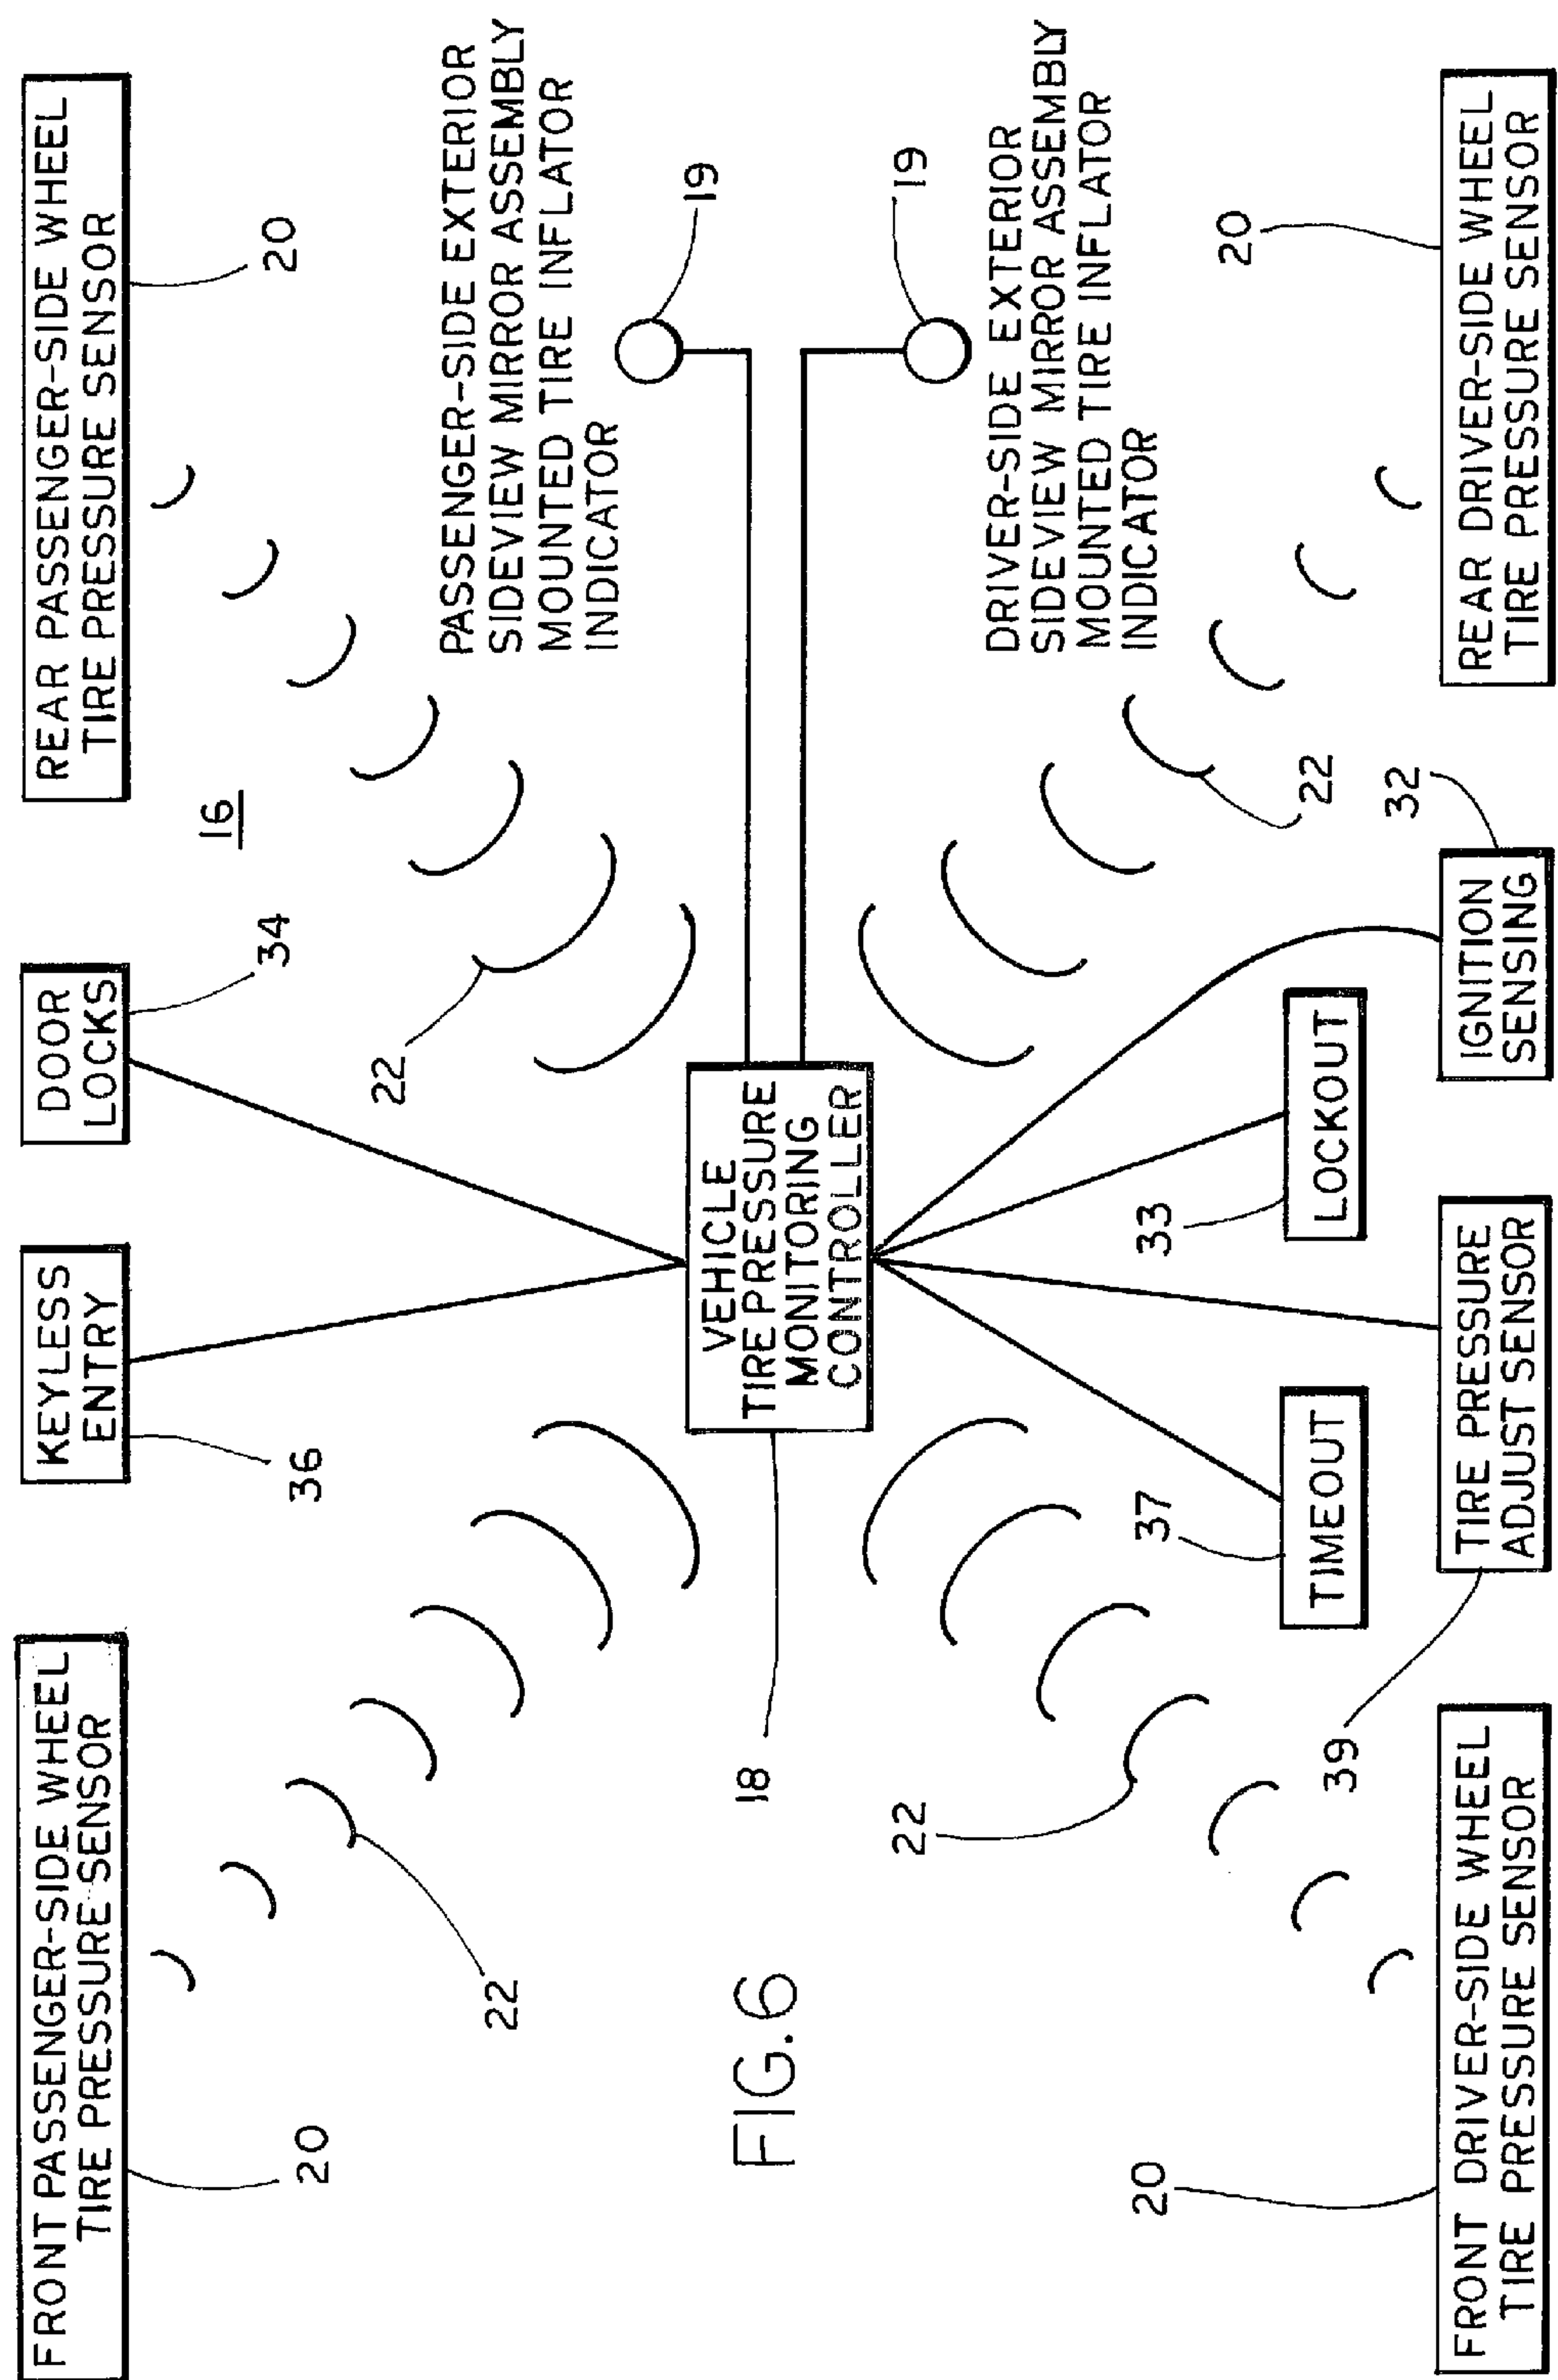 FRONT PASSENGER-SIDE WHEEL
TIRE PRESSURE SENSOR
20
KEYLESS
ENTRY
36
DOOR
LOCKS
34
REAR PASSENGER-SIDE WHEEL
TIRE PRESSURE SENSOR
20
16
22
22
PASSENGER-SIDE EXTERIOR
SIDEVIEW MIRROR ASSEMBLY
MOUNTED TIRE INFLATOR
INDICATOR
19
FIG.6
18
VEHICLE
TIRE PRESSURE
MONITORING
CONTROLLER
19
DRIVER-SIDE EXTERIOR
SIDEVIEW MIRROR ASSEMBLY
MOUNTED TIRE INFLATOR
INDICATOR
22
22
20
37
TIMEOUT
33
LOCKOUT
32
20
39
FRONT DRIVER-SIDE WHEEL
TIRE PRESSURE SENSOR
TIRE PRESSURE
ADJUST SENSOR
IGNITION
SENSING
REAR DRIVER-SIDE WHEEL
TIRE PRESSURE SENSOR